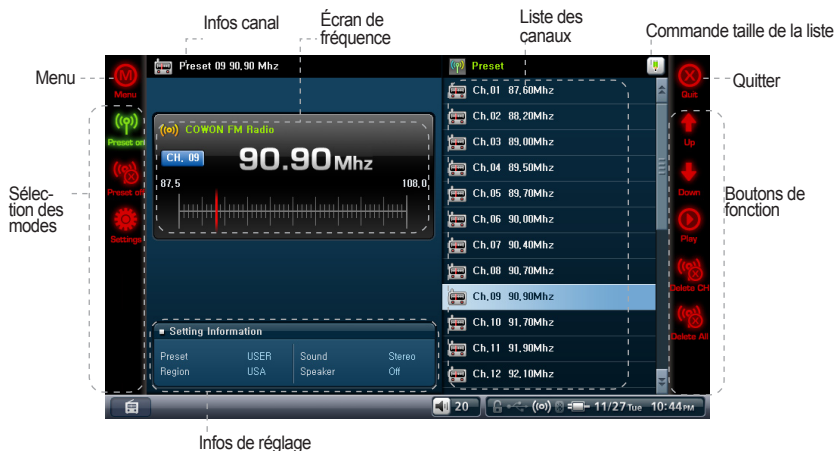 Infos canal
Écran de
fréquence
Liste des
canaux
Commande taille de la liste
Menu
Quitter
Sélec-
tion des
modes
Boutons de
fonction
Infos de réglage
M
Menu
Preset on
Preset off
Settings
Preset 09 90,90 Mhz
COWON FM Radio
CH. 09
90.90 Mhz
87,5
108,0
Setting Information
Preset USER Sound Stereo
Region USA Speaker Off
Preset
Ch,01 87,60Mhz
Ch,02 88,20Mhz
Ch,03 89,00Mhz
Ch,04 89,50Mhz
Ch,05 89,70Mhz
Ch,06 90,00Mhz
Ch,07 90,40Mhz
Ch,08 90,70Mhz
Ch,09 90,90Mhz
Ch,10 91,70Mhz
Ch,11 91,90Mhz
Ch,12 92,10Mhz
Quit
Up
Down
Play
Delete CH
Delete All
20
11/27 Tue 10:44 PM